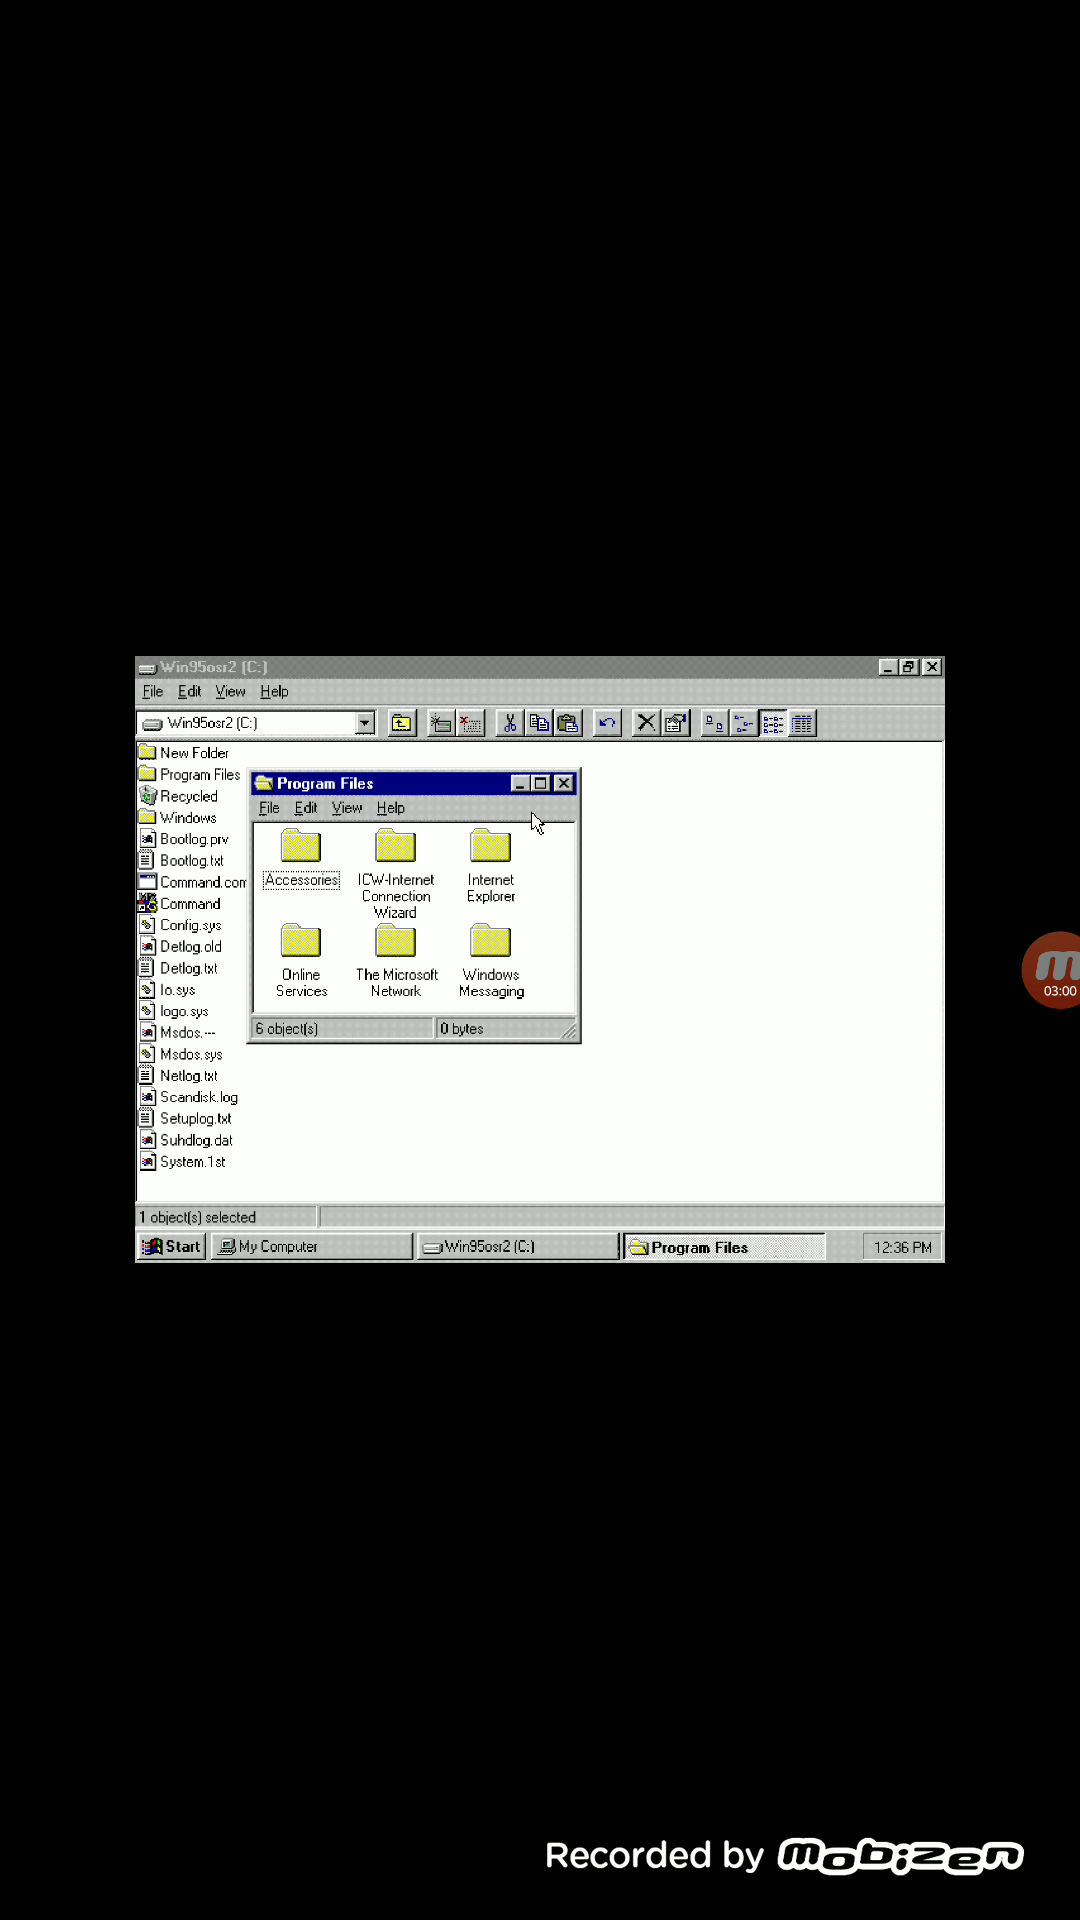 Win95osr2 (C:)
File Edit View Help
Win95osr2 (C:)
New Folder
Program Files
Recycled
Windows
Bootlog.prv
Bootlog.txt
Command.com
Command
Config.sys
Detlog.old
Detlog.txt
Io.sys
logo.sys
Msdos.---
Msdos.sys
Netlog.txt
Scandisk.log
Setuplog.txt
Suhdlog.dat
System.1st
Program Files
File Edit View Help
Accessories
ICW-Internet
Connection
Wizard
Internet
Explorer
Online
Services
The Microsoft
Network
Windows
Messaging
6 object(s) 0 bytes
1 object(s) selected
Start My Computer Win95osr2 (C:) Program Files 12:36 PM
03:00
Recorded by mobizen